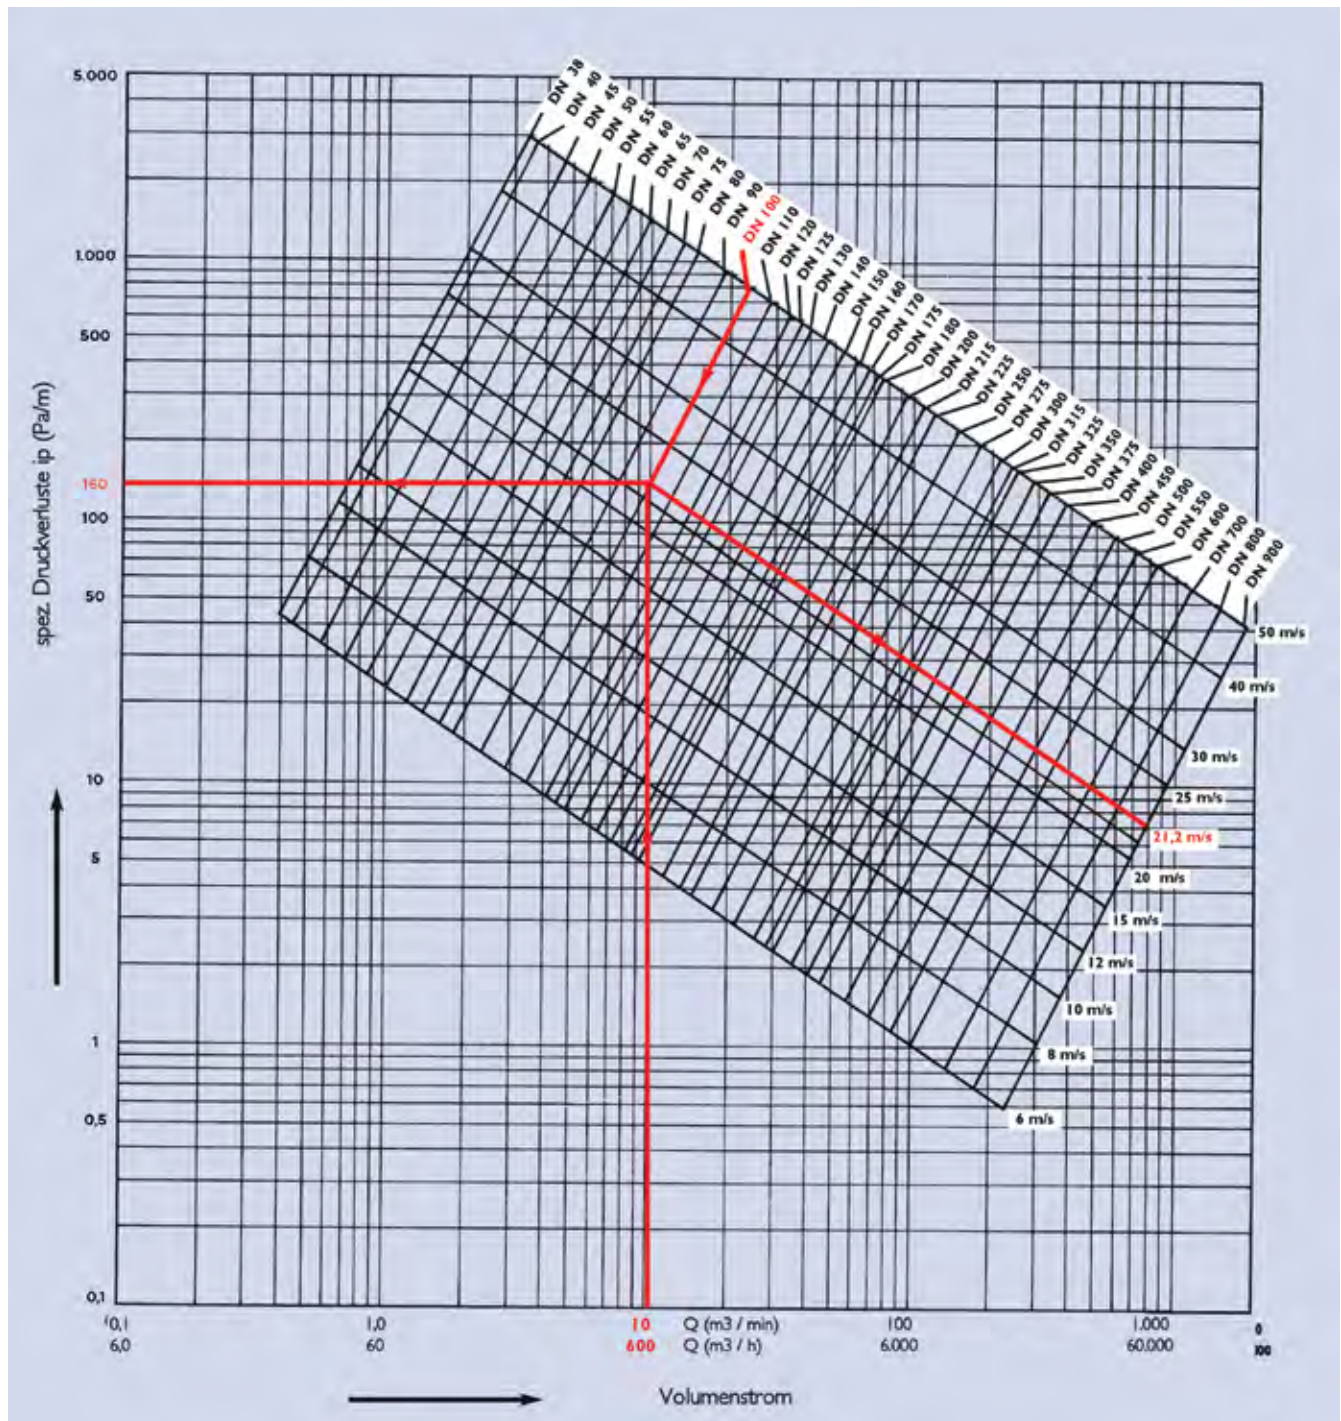 5.000
1.000
500
160
100
50
10
5
1
0,5
0,1
spez. Druckverluste ip (Pa/m)
DN 38
DN 40
DN 45
DN 50
DN 55
DN 60
DN 65
DN 70
DN 75
DN 80
DN 90
DN 100
DN 110
DN 120
DN 125
DN 130
DN 140
DN 150
DN 160
DN 170
DN 175
DN 180
DN 200
DN 215
DN 225
DN 250
DN 275
DN 300
DN 315
DN 325
DN 350
DN 375
DN 400
DN 450
DN 500
DN 550
DN 600
DN 700
DN 800
DN 900
50 m/s
40 m/s
30 m/s
25 m/s
21,2 m/s
20 m/s
15 m/s
12 m/s
10 m/s
8 m/s
6 m/s
0,1 1,0 10 Q (m3 / min) 100 1.000
6,0 60 600 Q (m3 / h) 6.000 60.000
Volumenstrom